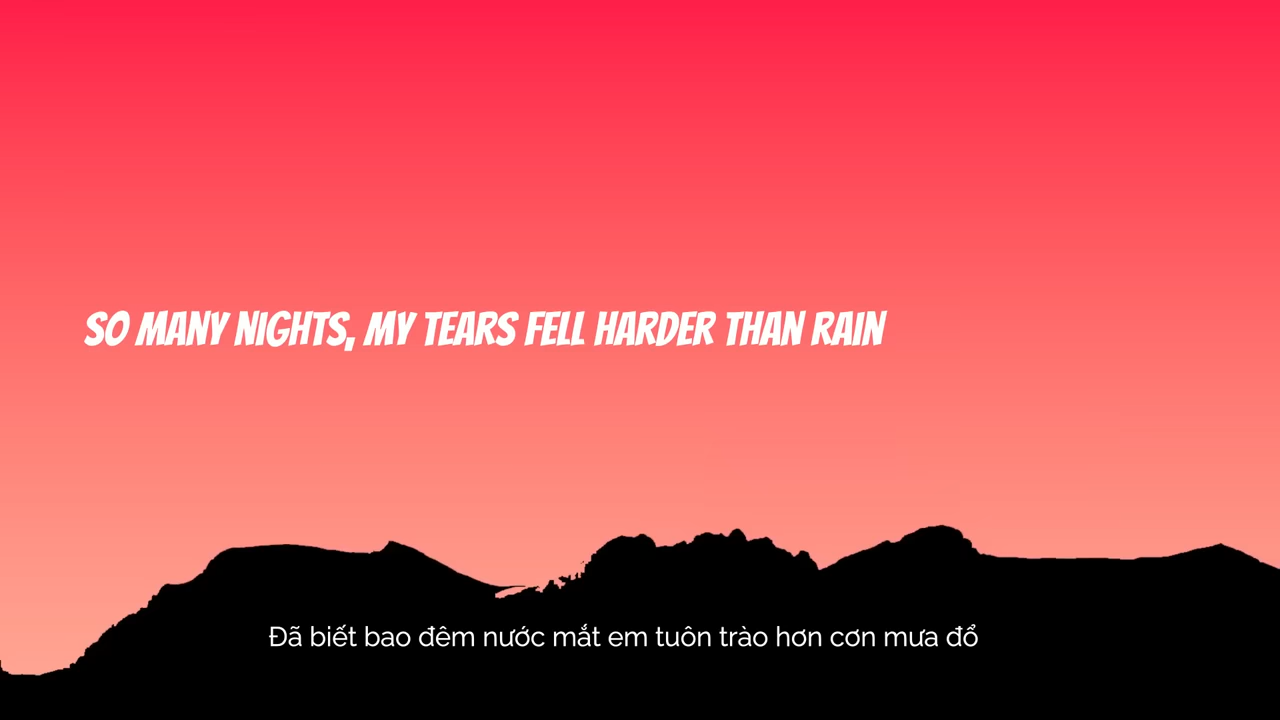 SO MANY NIGHTS, MY TEARS FELL HARDER THAN RAIN
Đã biết bao đêm nước mắt em tuôn trào hơn cơn mưa đổ